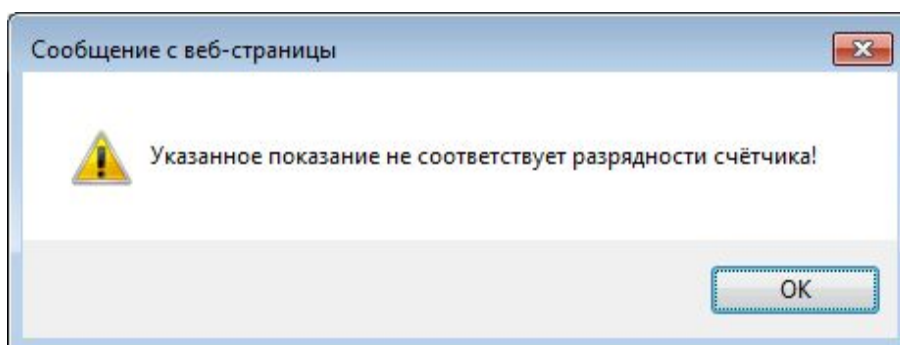 Сообщение с веб-страницы
Указанное показание не соответствует разрядности счётчика!
OK